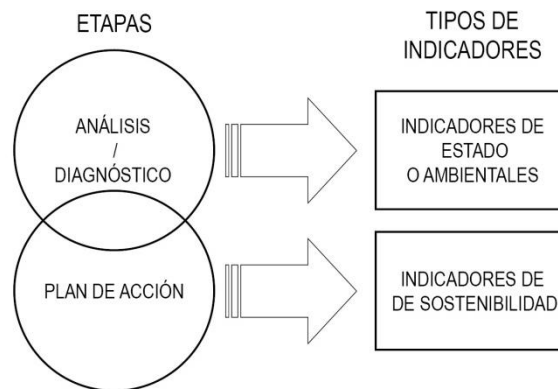 ETAPAS
TIPOS DE
INDICADORES
ANÁLISIS
/
DIAGNÓSTICO
INDICADORES DE
ESTADO
O AMBIENTALES
PLAN DE ACCIÓN
INDICADORES DE
DE SOSTENIBILIDAD